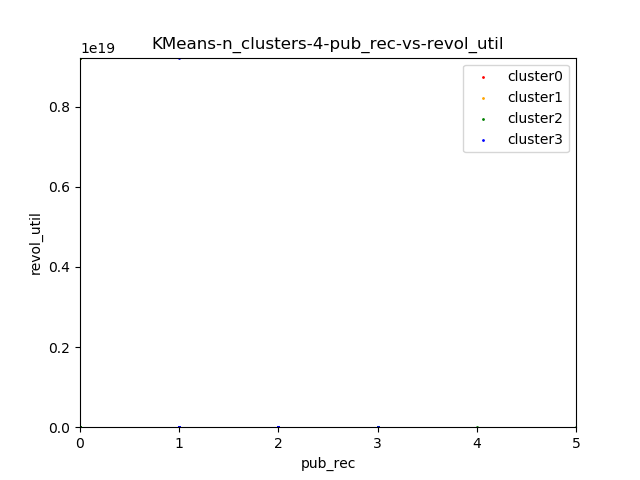 KMeans-n_clusters-4-pub_rec-vs-revol_util
1e19
cluster0
cluster1
cluster2
cluster3
0.8
0.6
0.4
0.2
0.0
revol_util
0 1 2 3 4 5
pub_rec